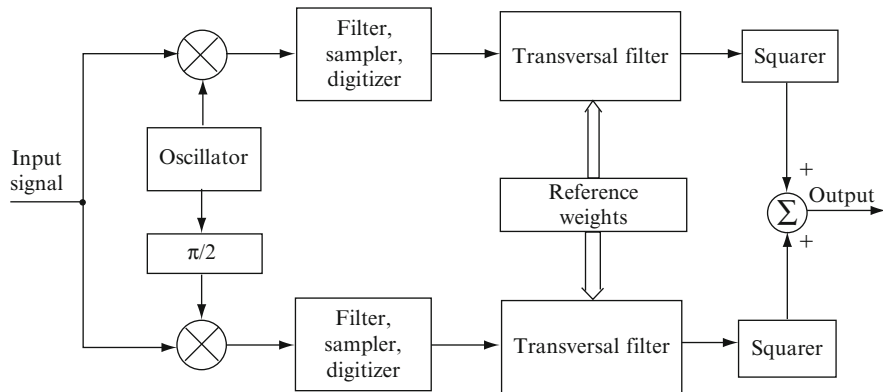 Filter,
sampler,
digitizer
Transversal filter
Squarer
Input
signal
Oscillator
Reference
weights
+
Σ
Output
+
π/2
Filter,
sampler,
digitizer
Transversal filter
Squarer